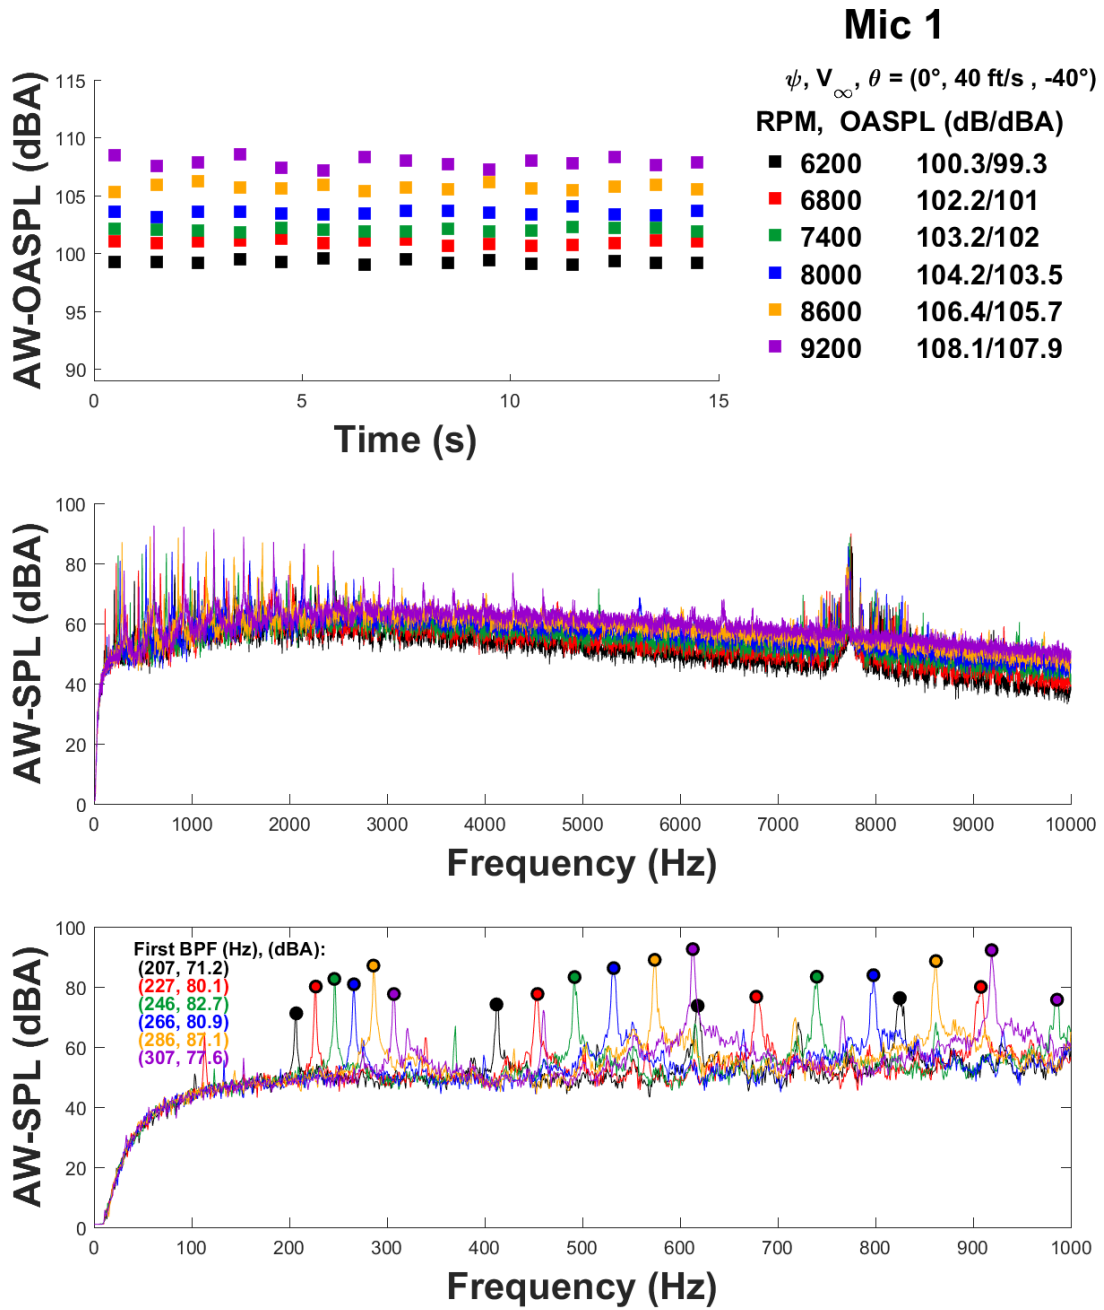 Mic 1
ψ, V∞, θ = (0°, 40 ft/s , -40°)
RPM, OASPL (dB/dBA)
6200 100.3/99.3
6800 102.2/101
7400 103.2/102
8000 104.2/103.5
8600 106.4/105.7
9200 108.1/107.9
AW-OASPL (dBA)
115
110
105
100
95
90
0 5 10 15
Time (s)
AW-SPL (dBA)
100
80
60
40
20
0
0 1000 2000 3000 4000 5000 6000 7000 8000 9000 10000
Frequency (Hz)
AW-SPL (dBA)
100
80
60
40
20
0
First BPF (Hz), (dBA):
(207, 71.2)
(227, 80.1)
(246, 82.7)
(266, 80.9)
(286, 87.1)
(307, 77.6)
0 100 200 300 400 500 600 700 800 900 1000
Frequency (Hz)